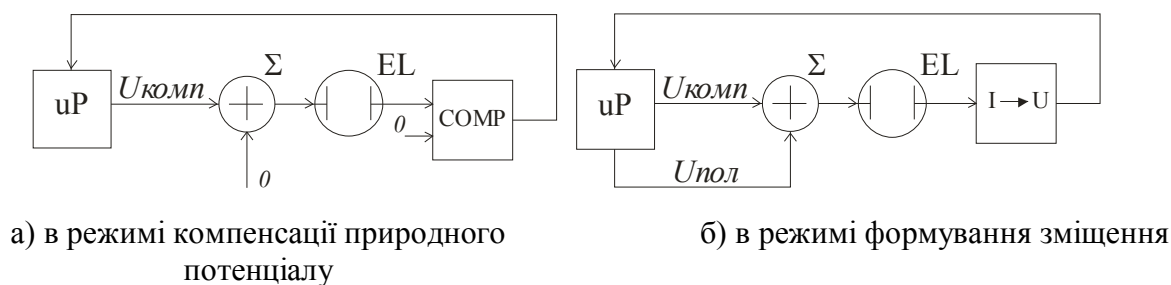 uP
Uкомп
Σ
EL
COMP
0
0
а) в режимі компенсації природного
потенціалу
uP
Uкомп
Uпол
Σ
EL
I → U
б) в режимі формування зміщення